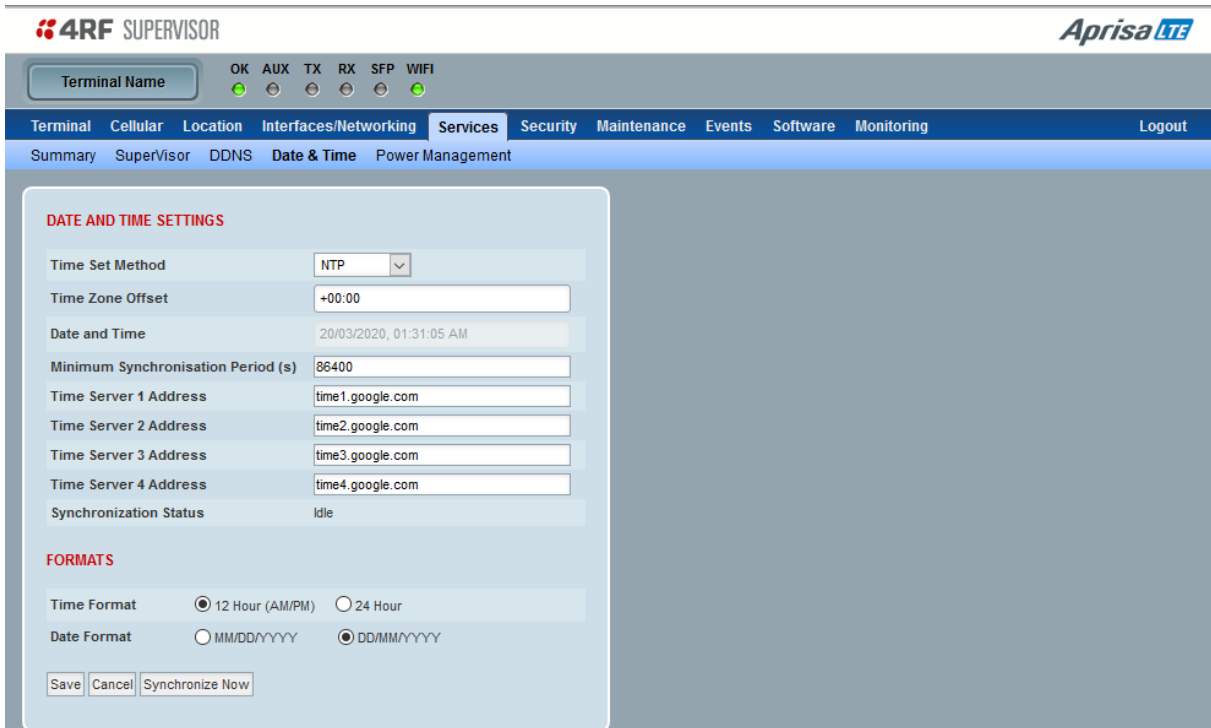 4RF SUPERVISOR
Aprisa LTE
Terminal Name
OK AUX TX RX SFP WIFI
Terminal Cellular Location Interfaces/Networking Services Security Maintenance Events Software Monitoring Logout
Summary SuperVisor DDNS Date & Time Power Management
DATE AND TIME SETTINGS
Time Set Method NTP
Time Zone Offset +00:00
Date and Time 20/03/2020, 01:31:05 AM
Minimum Synchronisation Period (s) 86400
Time Server 1 Address time1.google.com
Time Server 2 Address time2.google.com
Time Server 3 Address time3.google.com
Time Server 4 Address time4.google.com
Synchronization Status Idle
FORMATS
Time Format 12 Hour (AM/PM) 24 Hour
Date Format MM/DD/YYYY DD/MM/YYYY
Save Cancel Synchronize Now